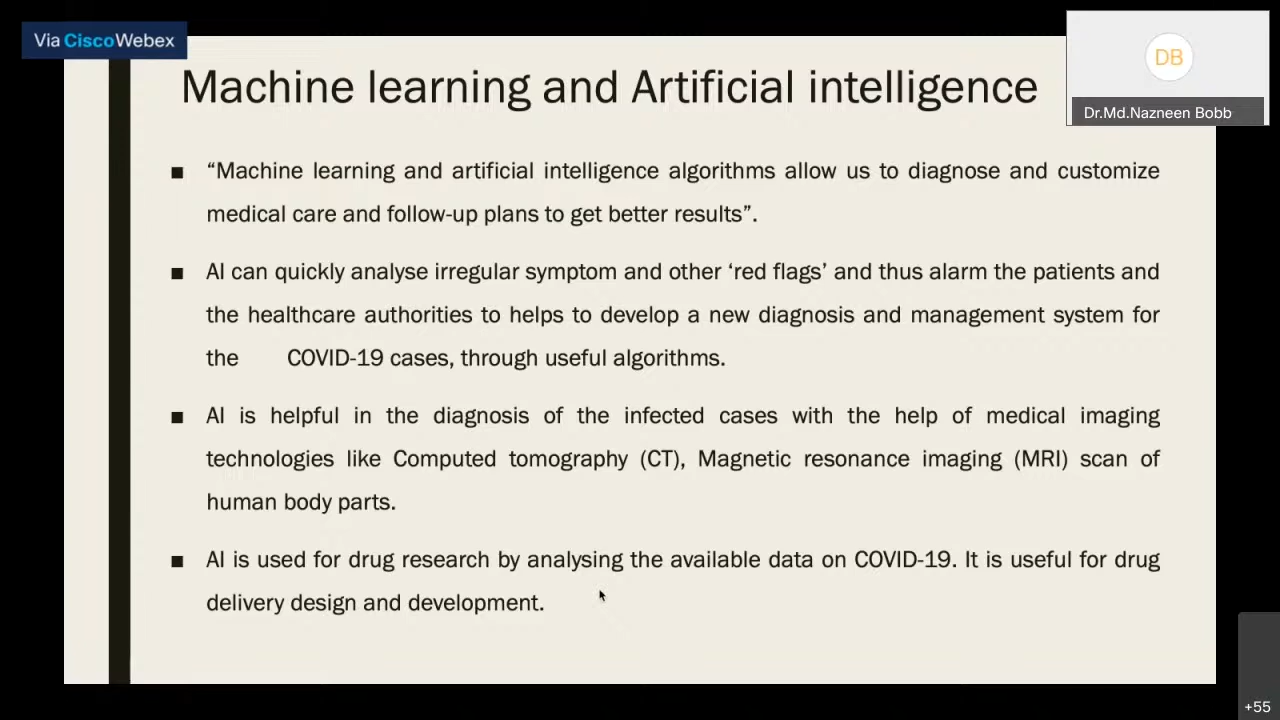 Via CiscoWebex
DB
Dr.Md.Nazneen Bobb
Machine learning and Artificial intelligence
■ “Machine learning and artificial intelligence algorithms allow us to diagnose and customize
medical care and follow-up plans to get better results”.
■ AI can quickly analyse irregular symptom and other ‘red flags’ and thus alarm the patients and
the healthcare authorities to helps to develop a new diagnosis and management system for
the COVID-19 cases, through useful algorithms.
■ AI is helpful in the diagnosis of the infected cases with the help of medical imaging
technologies like Computed tomography (CT), Magnetic resonance imaging (MRI) scan of
human body parts.
■ AI is used for drug research by analysing the available data on COVID-19. It is useful for drug
delivery design and development.
+55